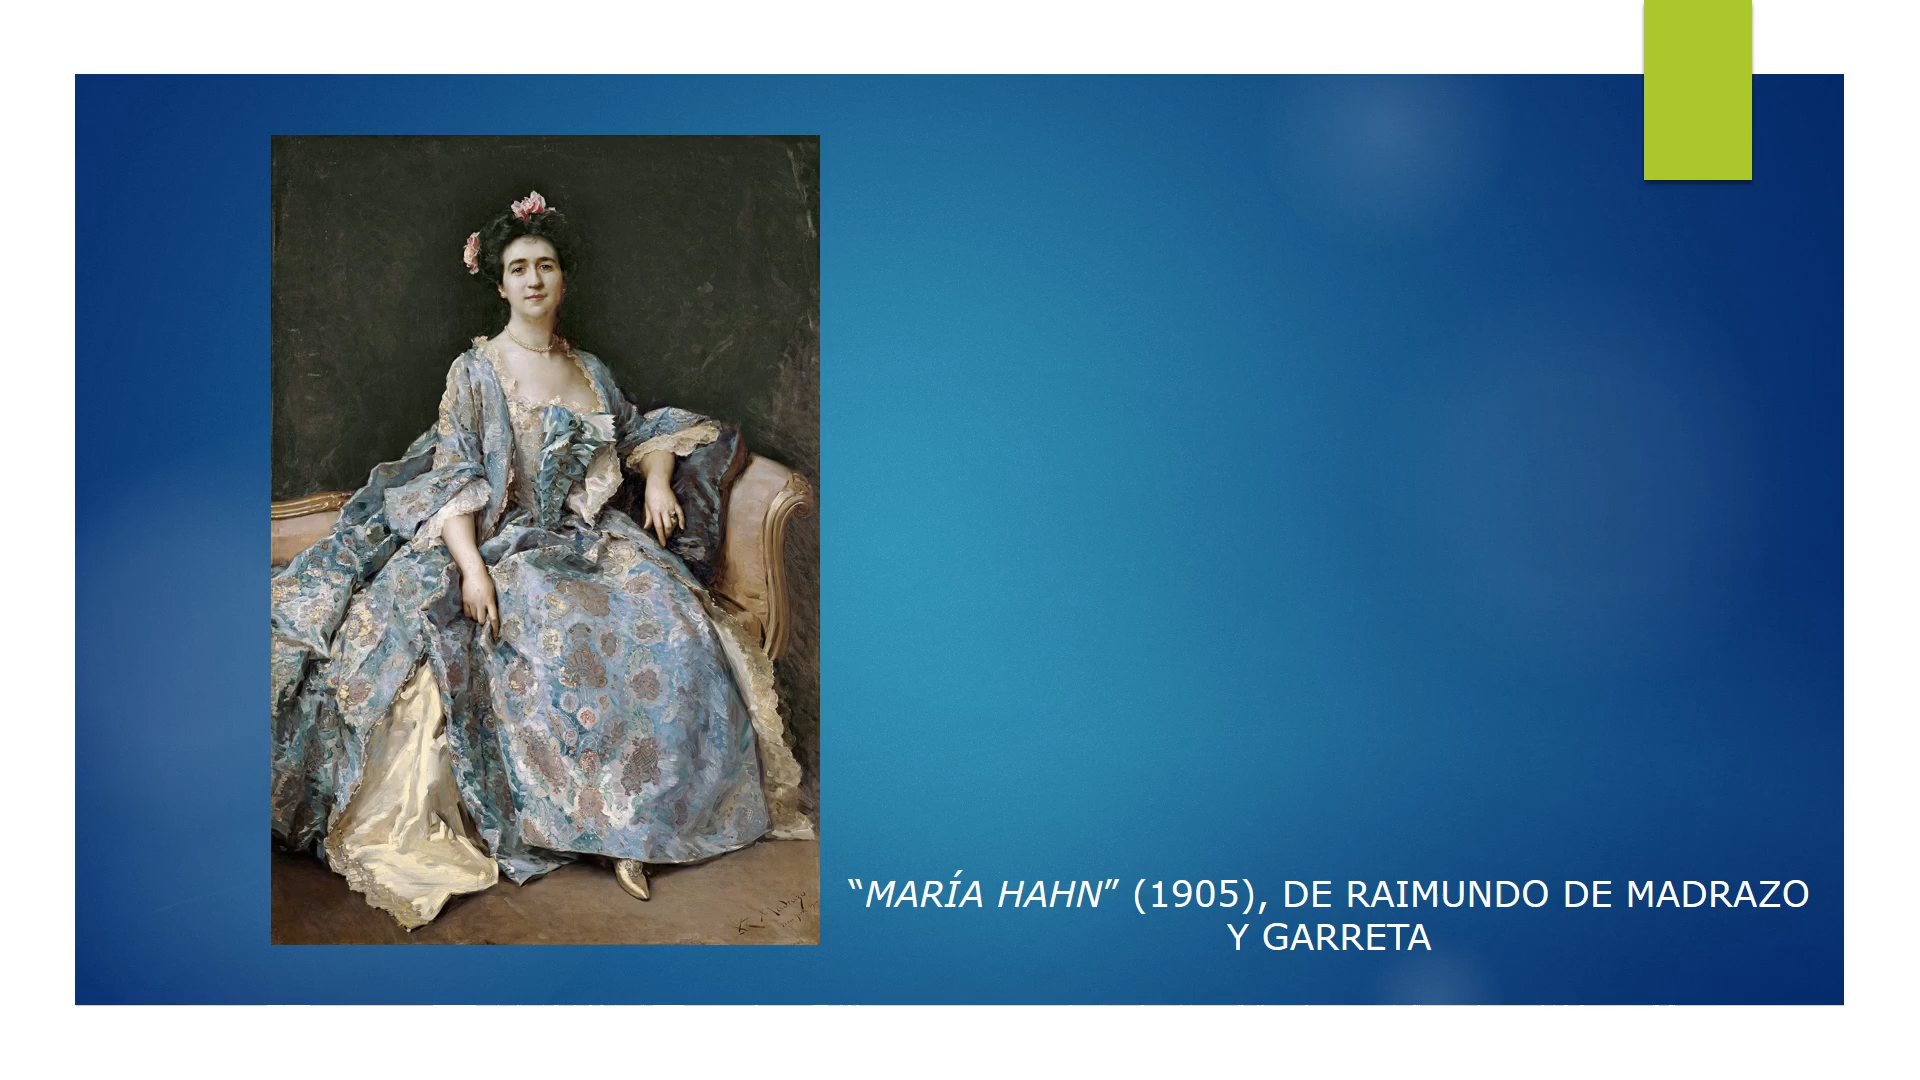 “MARÍA HAHN” (1905), DE RAIMUNDO DE MADRAZO
Y GARRETA